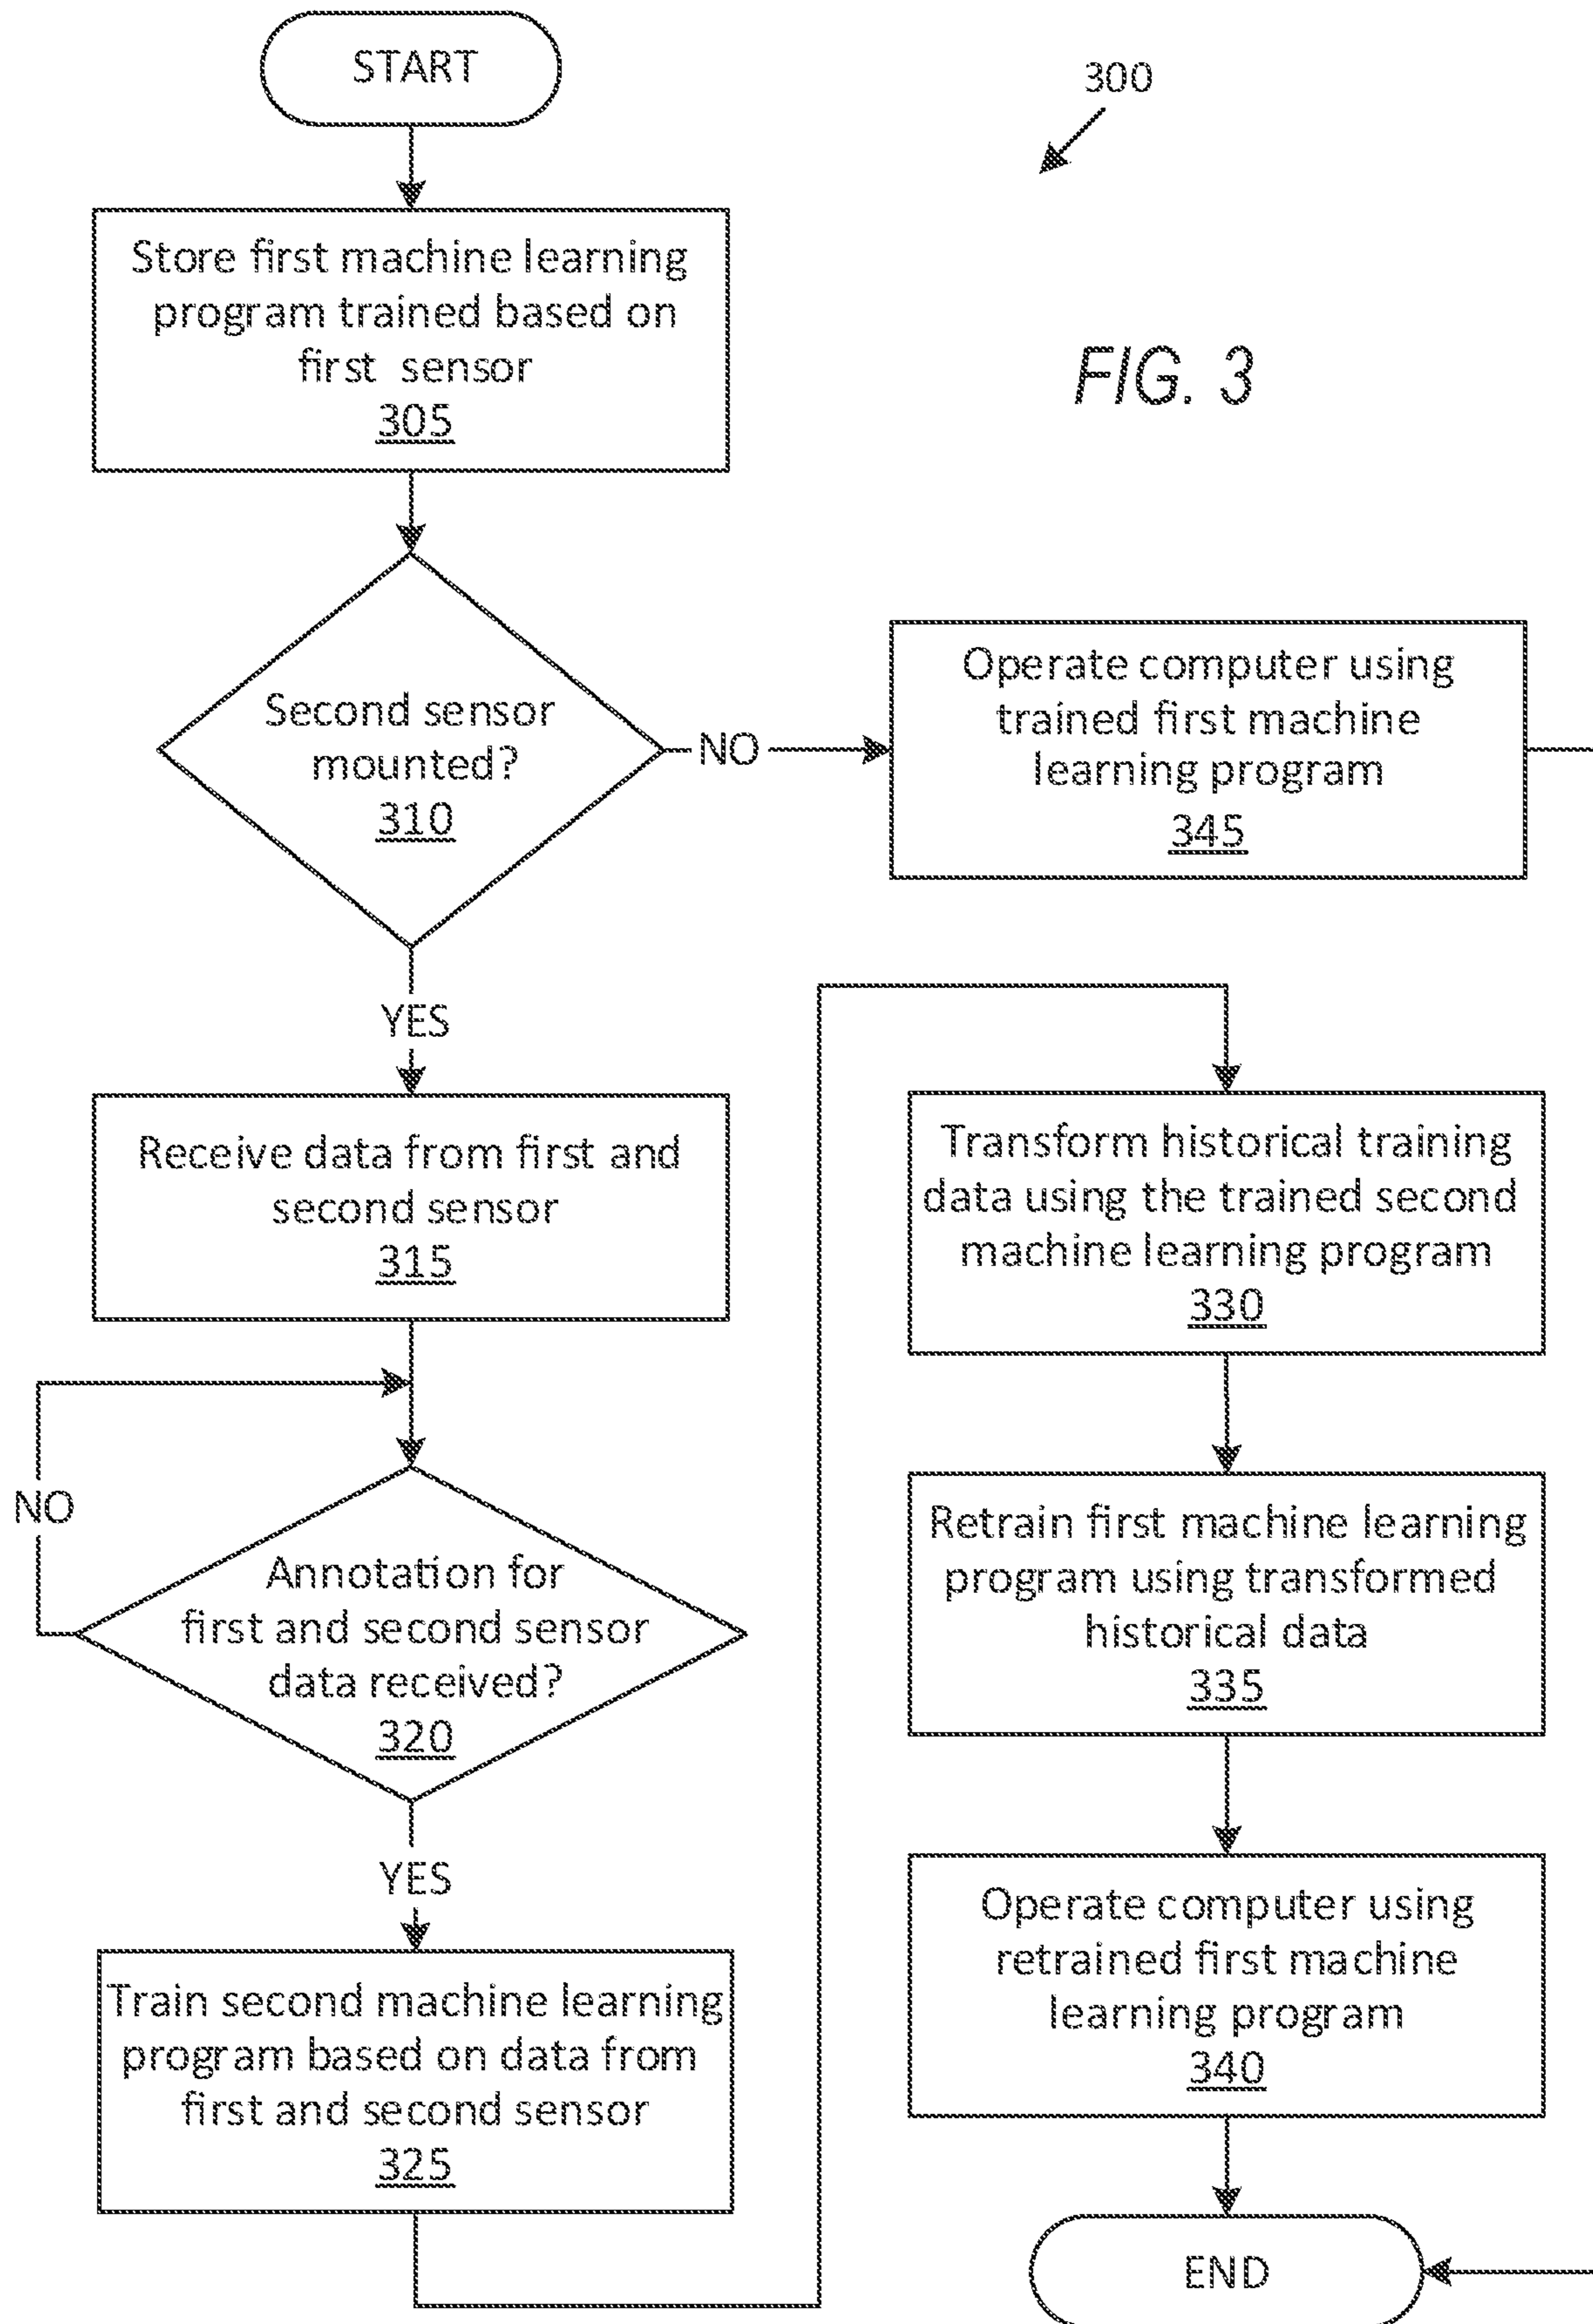 START
300
Store first machine learning
program trained based on
first sensor
305
FIG. 3
Second sensor
mounted?
310
NO
Operate computer using
trained first machine
learning program
345
YES
Receive data from first and
second sensor
315
NO
Annotation for
first and second sensor
data received?
320
YES
Train second machine learning
program based on data from
first and second sensor
325
Transform historical training
data using the trained second
machine learning program
330
Retrain first machine learning
program using transformed
historical data
335
Operate computer using
retrained first machine
learning program
340
END